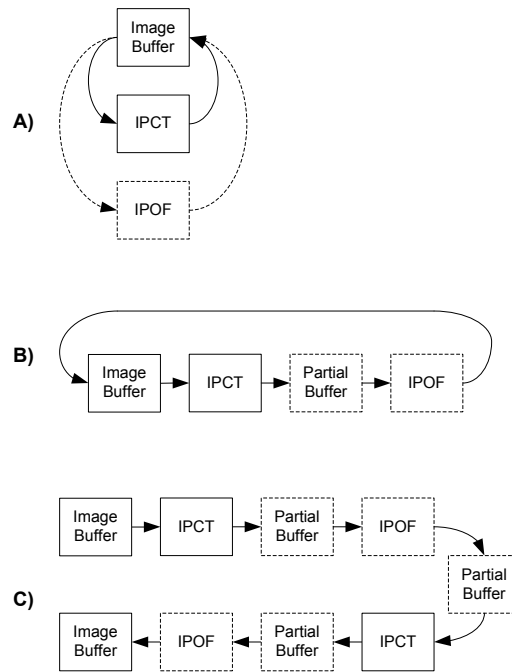 Image
Buffer
A)
IPCT
IPOF
B)
Image
Buffer
IPCT
Partial
Buffer
IPOF
Image
Buffer
IPCT
Partial
Buffer
IPOF
Partial
Buffer
C)
Image
Buffer
IPOF
Partial
Buffer
IPCT